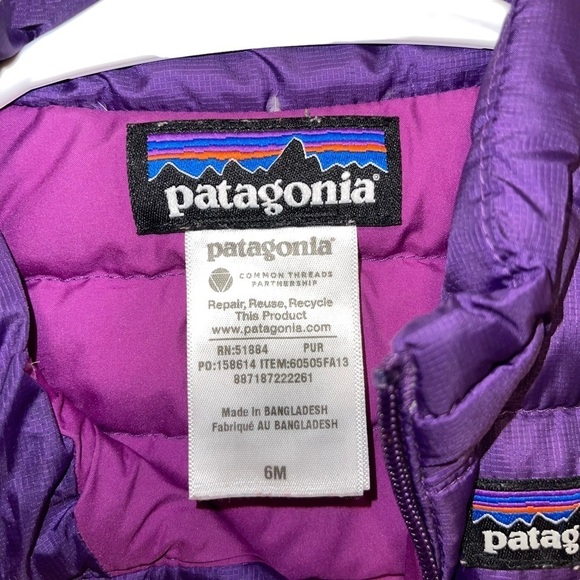 patagonia®
patagonia®
COMMON THREADS
PARTNERSHIP
Repair, Reuse, Recycle
This Product
www.patagonia.com
RN:51884 PUR
PO:158614 ITEM:60505FA13
887187222261
Made in BANGLADESH
Fabriqué AU BANGLADESH
6M
patag